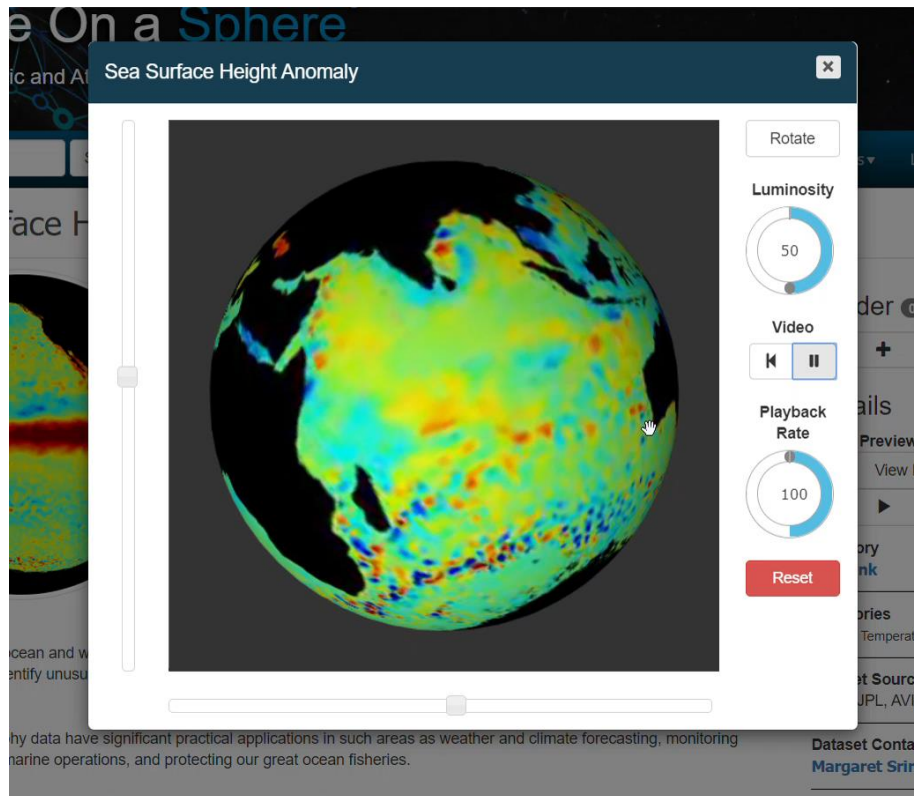 e On a Sphere
ic and At
Sea Surface Height Anomaly
Rotate
face H
Luminosity
50
Video
der
Playback
Rate
ails
Preview
View
100
ory
nk
Reset
ories
Temperat
ocean and w
entify unusu
et Sourc
JPL, AVI
hy data have significant practical applications in such areas as weather and climate forecasting, monitoring
marine operations, and protecting our great ocean fisheries.
Dataset Conta
Margaret Srin